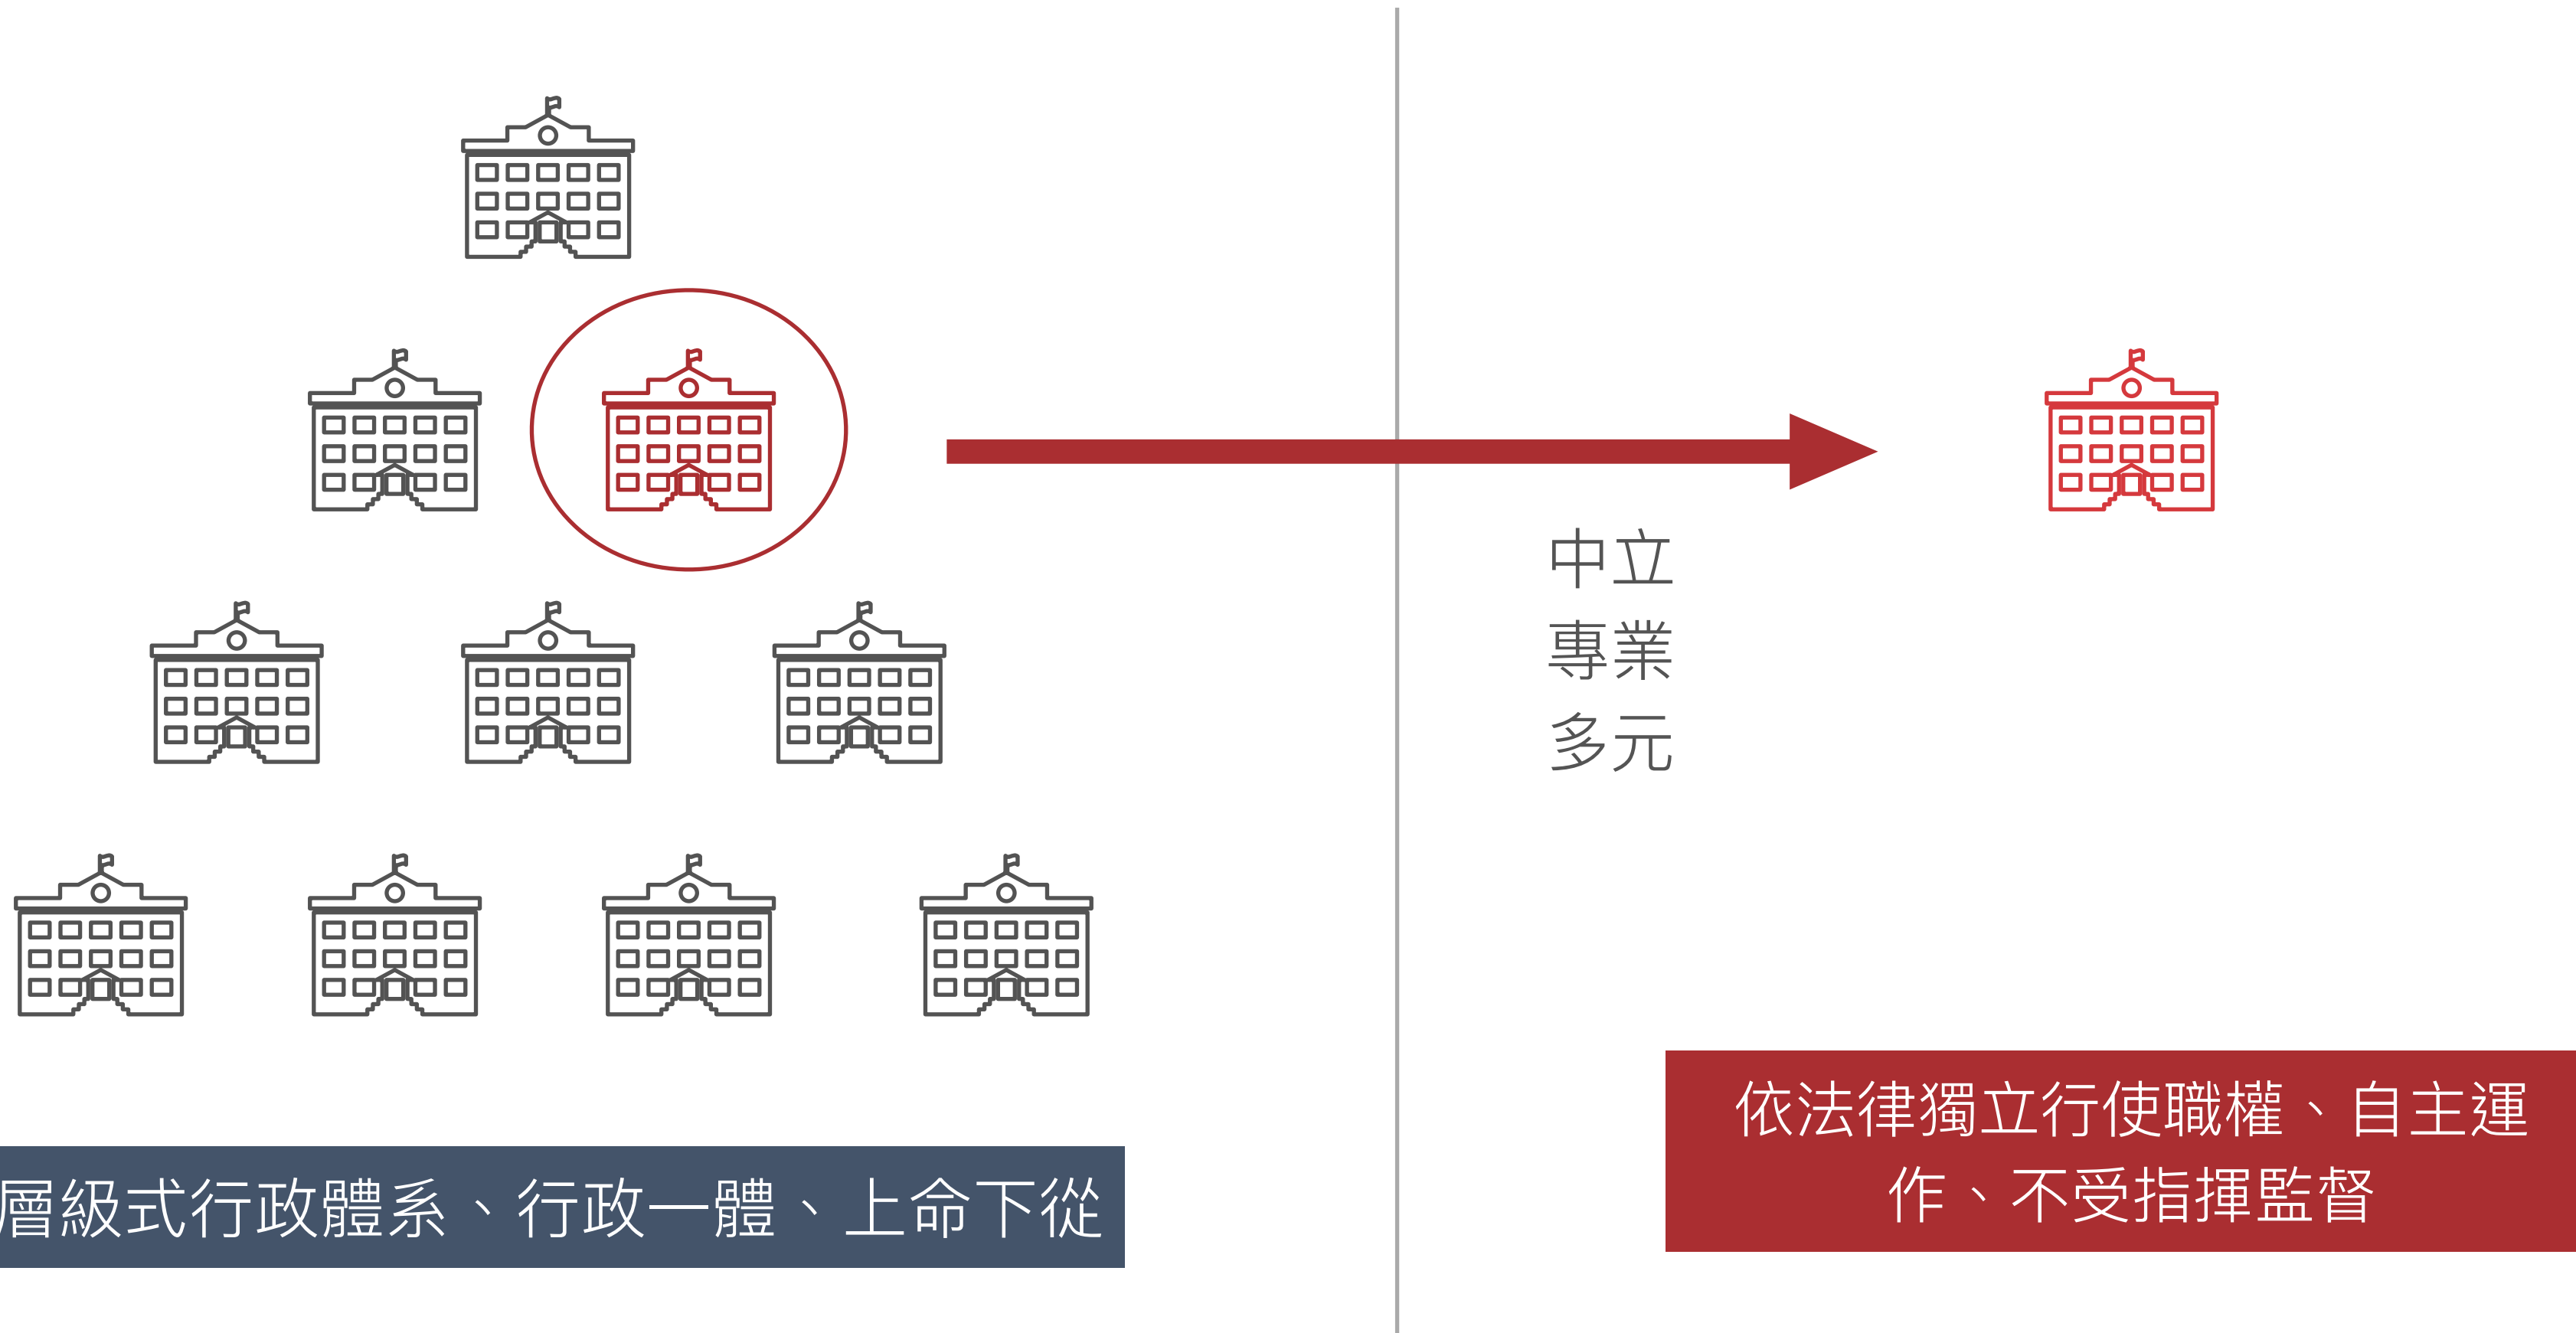 中立
專業
多元
依法律獨立行使職權、自主運
作、不受指揮監督
層級式行政體系、行政一體、上命下從